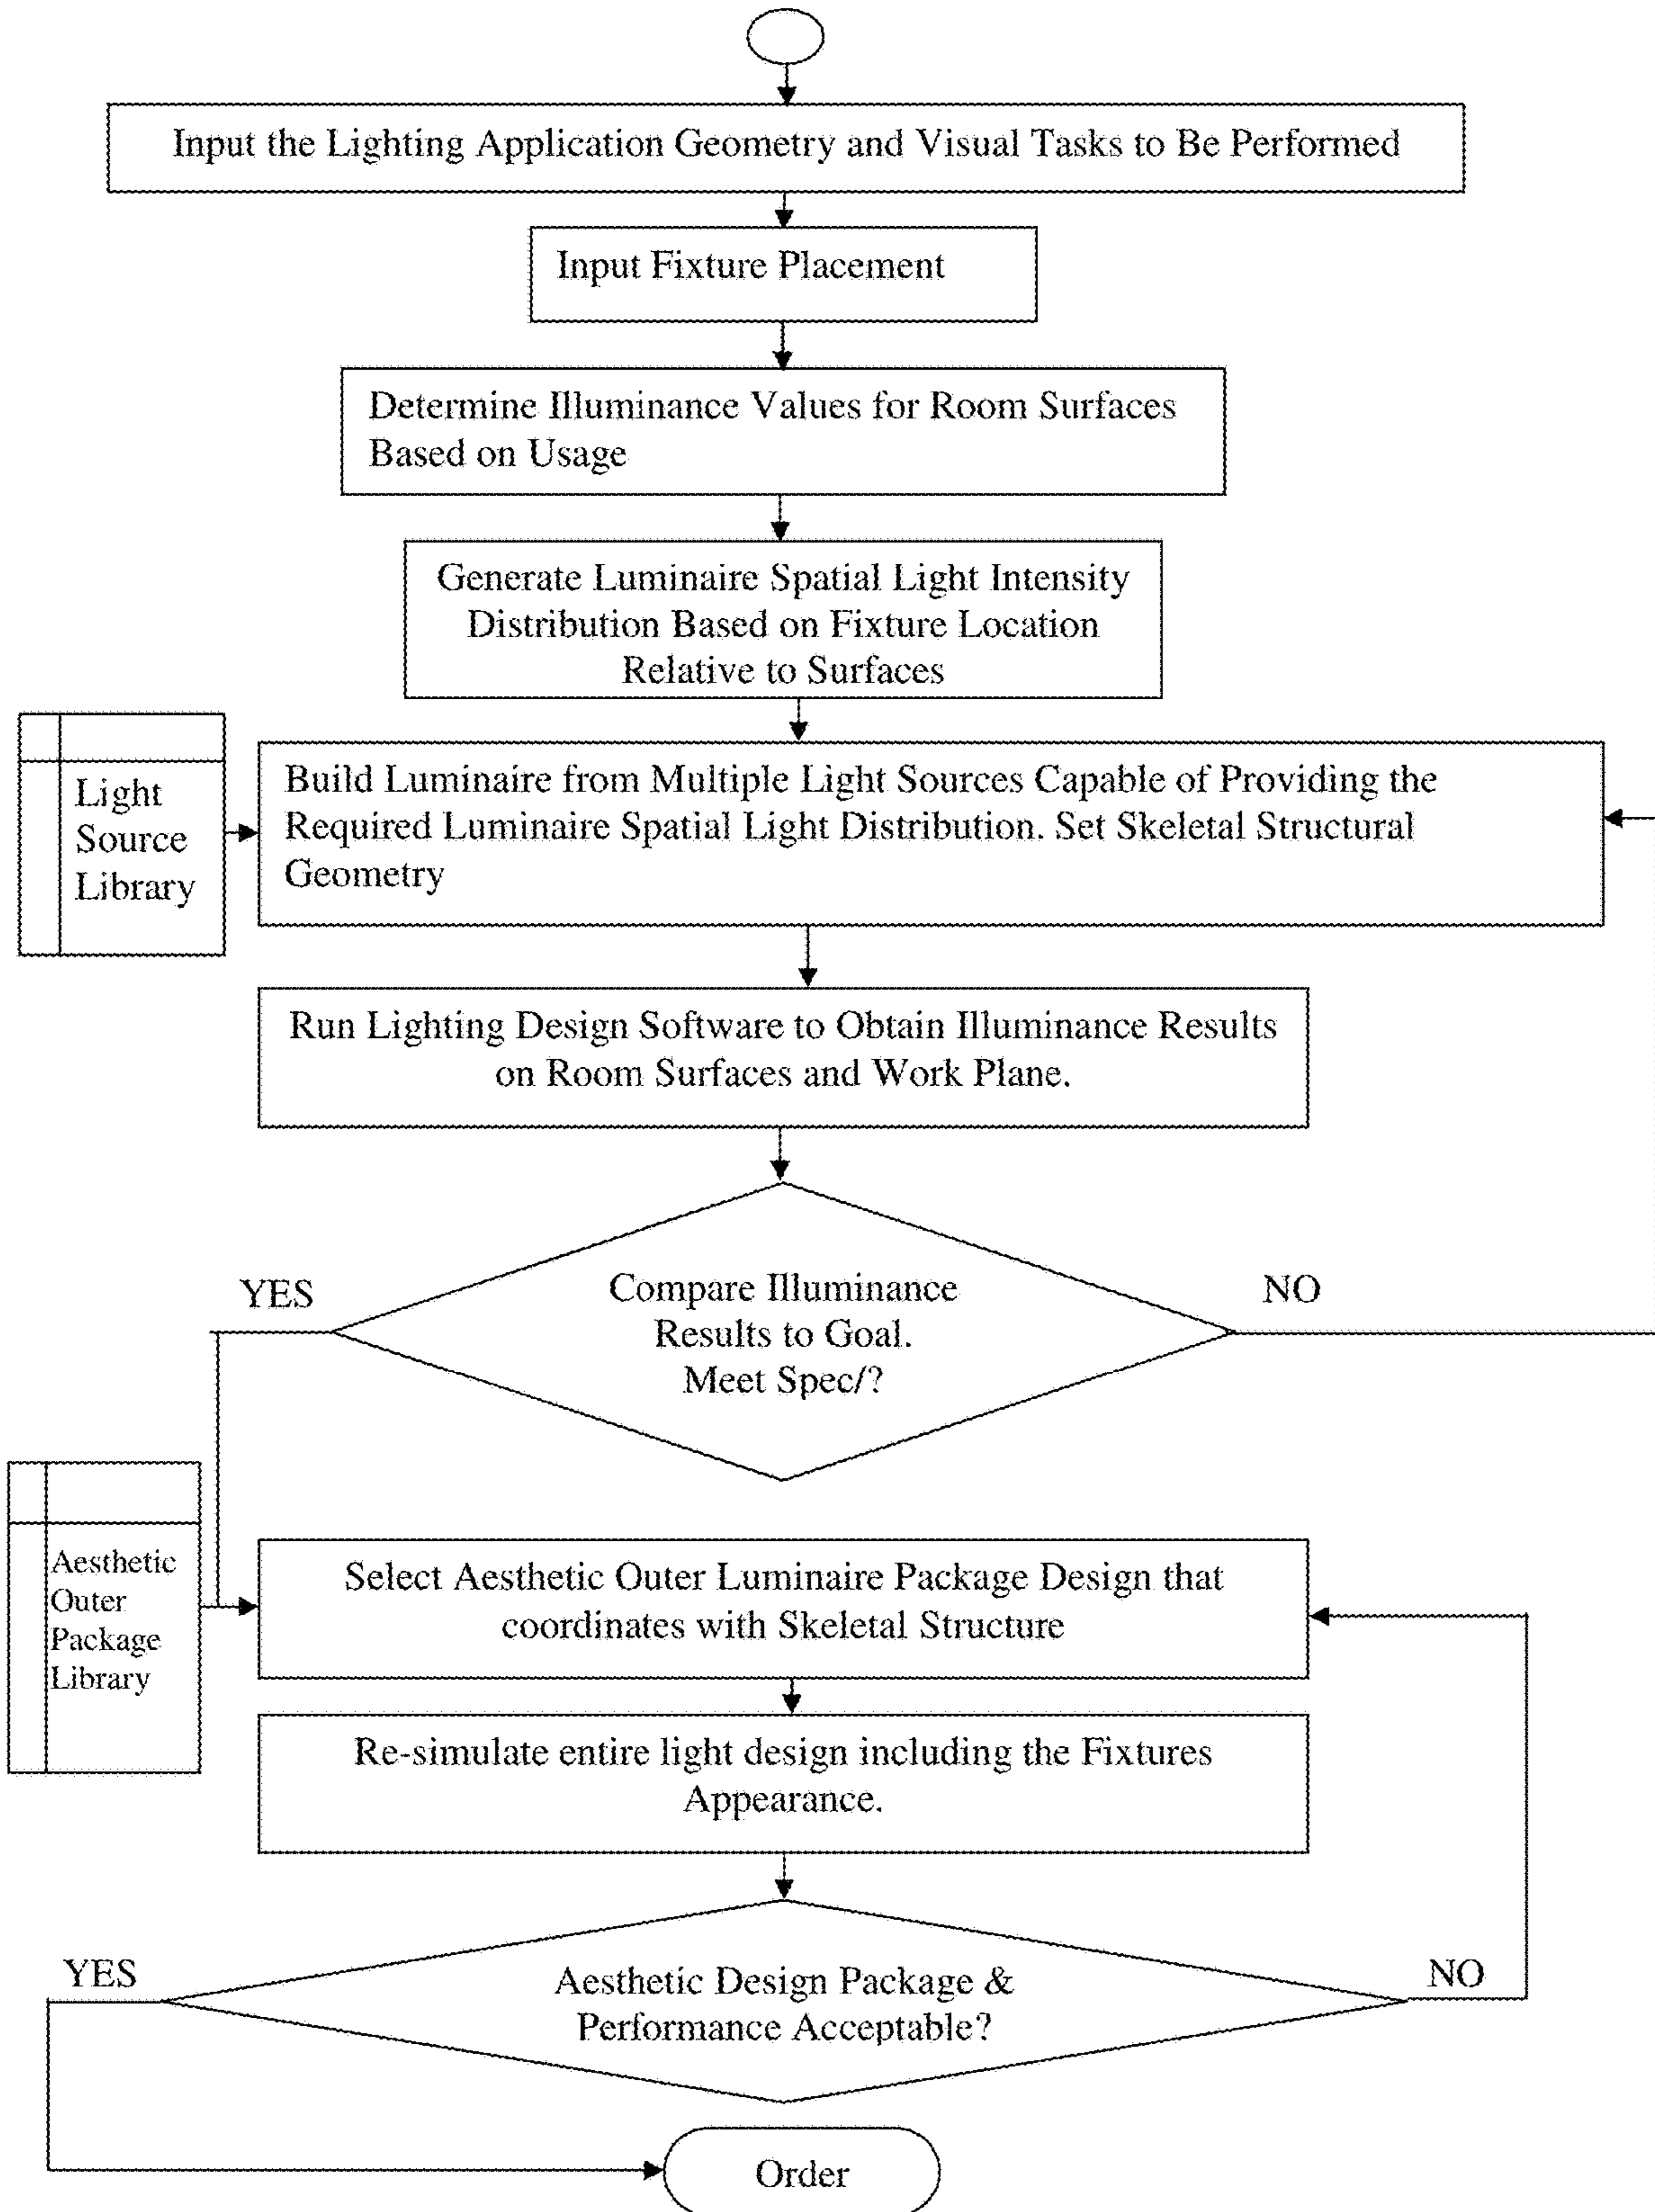 Input the Lighting Application Geometry and Visual Tasks to Be Performed
Input Fixture Placement
Determine Illuminance Values for Room Surfaces
Based on Usage
Generate Luminaire Spatial Light Intensity
Distribution Based on Fixture Location
Relative to Surfaces
Light
Source
Library
Build Luminaire from Multiple Light Sources Capable of Providing the
Required Luminaire Spatial Light Distribution. Set Skeletal Structural
Geometry
Run Lighting Design Software to Obtain Illuminance Results
on Room Surfaces and Work Plane.
YES
Compare Illuminance
Results to Goal.
Meet Spec/?
NO
Aesthetic
Outer
Package
Library
Select Aesthetic Outer Luminaire Package Design that
coordinates with Skeletal Structure
Re-simulate entire light design including the Fixtures
Appearance.
YES
Aesthetic Design Package &
Performance Acceptable?
NO
Order